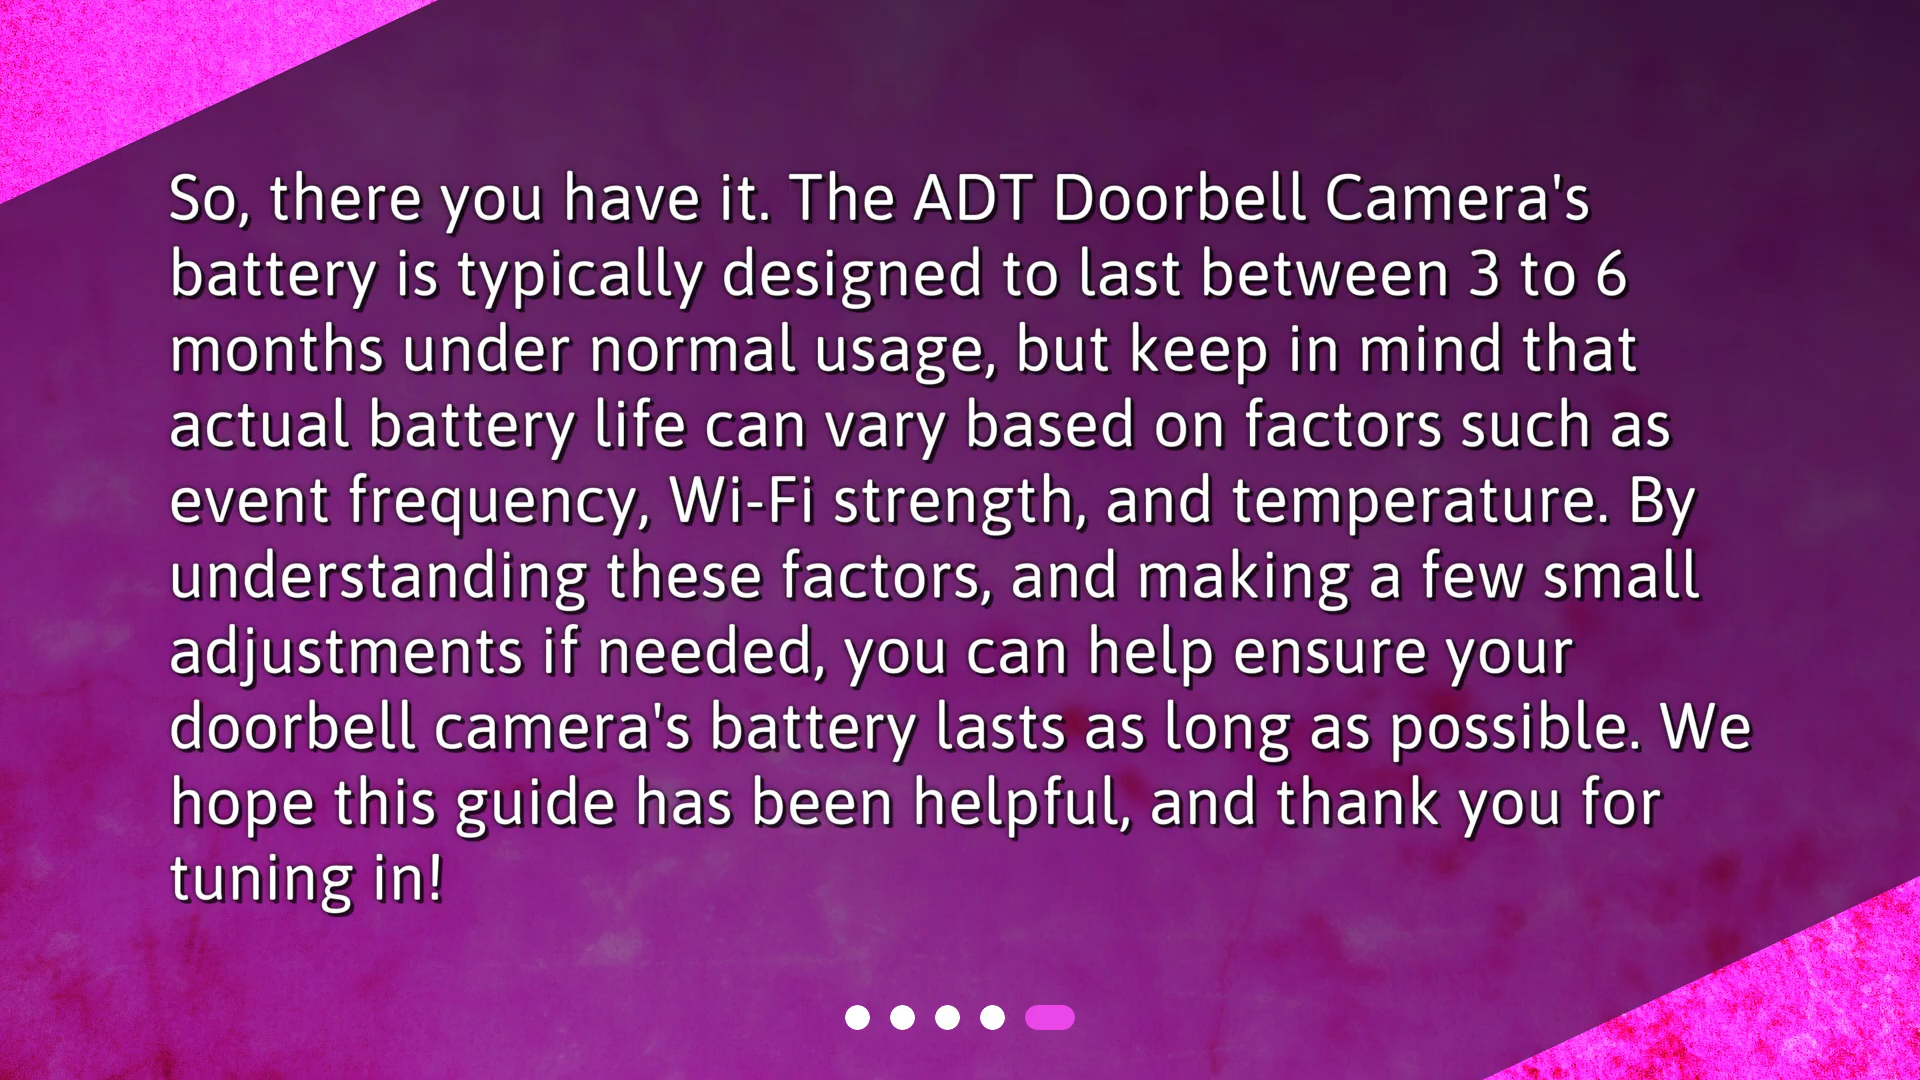 So, there you have it. The ADT Doorbell Camera's
battery is typically designed to last between 3 to 6
months under normal usage, but keep in mind that
actual battery life can vary based on factors such as
event frequency, Wi-Fi strength, and temperature. By
understanding these factors, and making a few small
adjustments if needed, you can help ensure your
doorbell camera's battery lasts as long as possible. We
hope this guide has been helpful, and thank you for
tuning in!